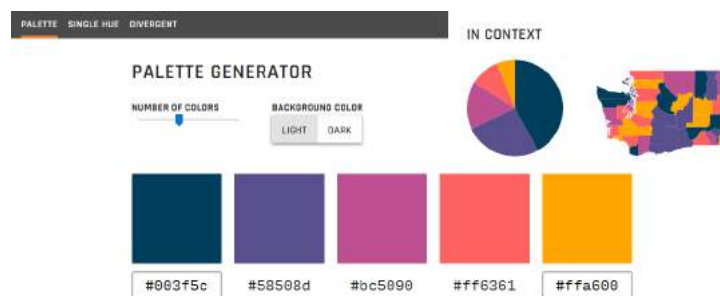 PALETTE SINGLE HUE DIVERGENT
IN CONTEXT
PALETTE GENERATOR
NUMBER OF COLORS BACKGROUND COLOR
LIGHT DARK
#003f5c #58508d #bc5090 #ff6361 #ffa600